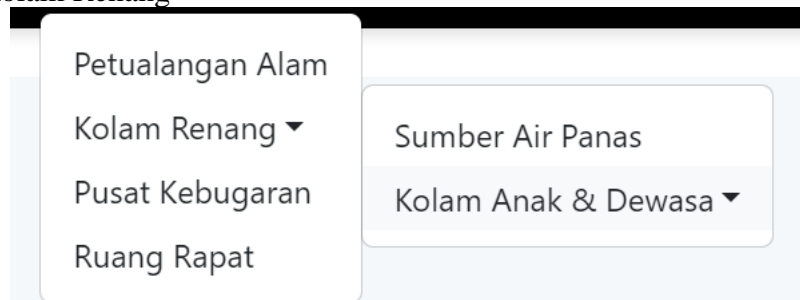 Petualangan Alam
Kolam Renang
Pusat Kebugaran
Ruang Rapat
Sumber Air Panas
Kolam Anak & Dewasa